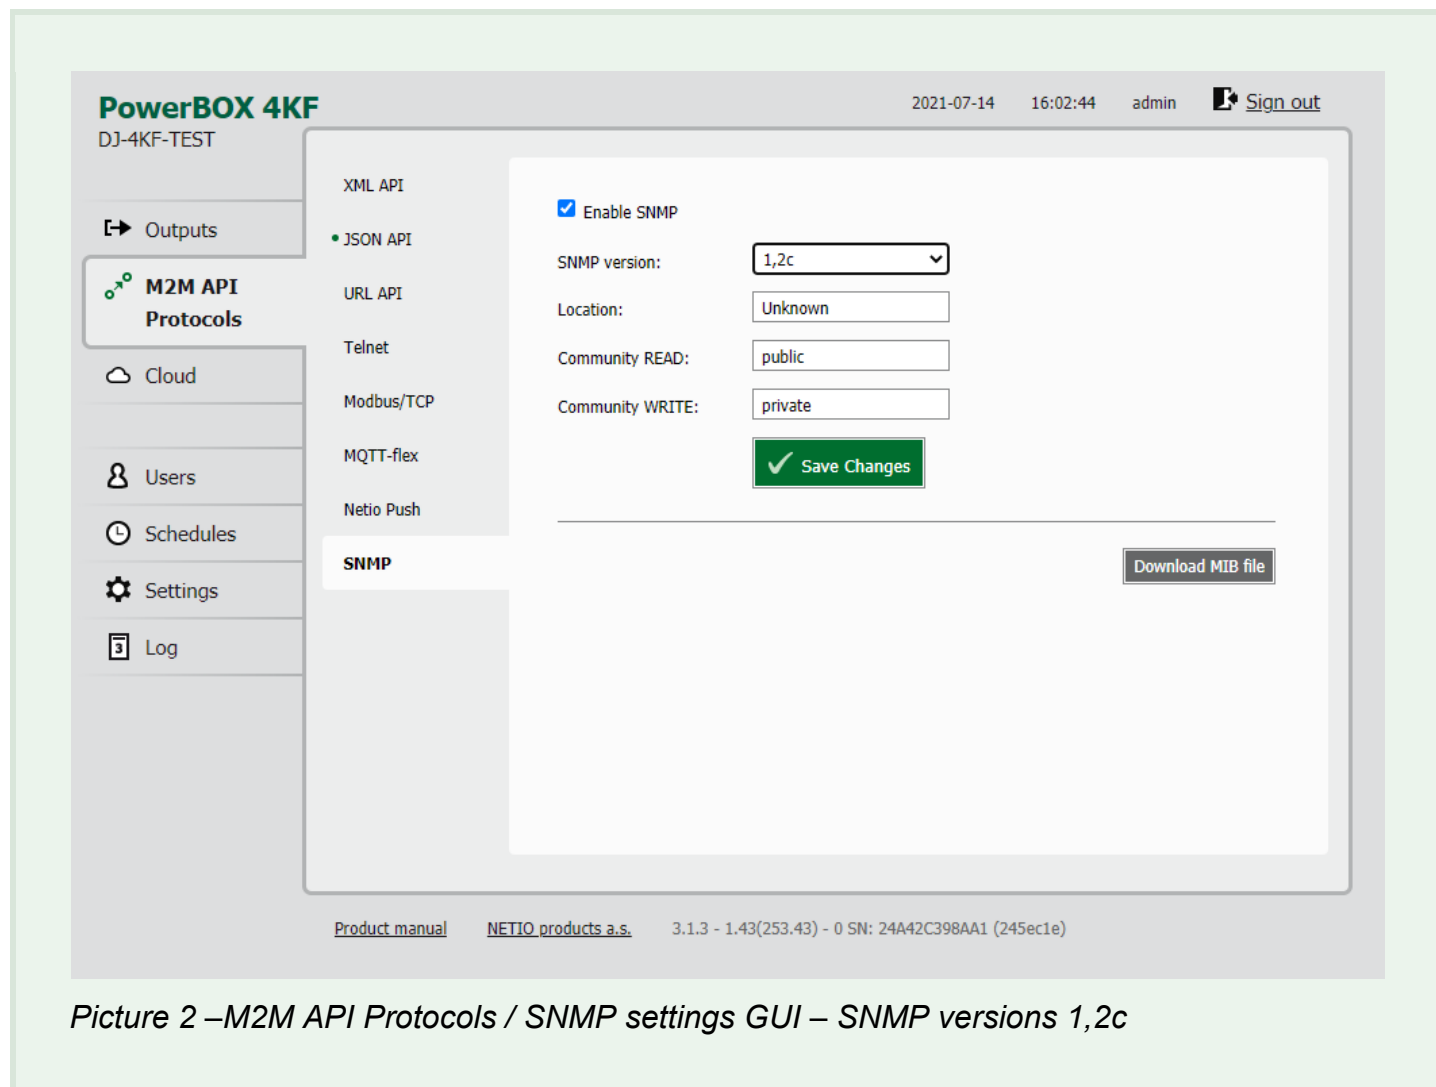 PowerBOX 4KF
DJ-4KF-TEST
2021-07-14 16:02:44 admin Sign out
Outputs
M2M API
Protocols
Cloud
Users
Schedules
Settings
3 Log
XML API
• JSON API
URL API
Telnet
Modbus/TCP
MQTT-flex
Netio Push
SNMP
Enable SNMP
SNMP version: 1,2c
Location: Unknown
Community READ: public
Community WRITE: private
Save Changes
Download MIB file
Product manual NETIO products a.s. 3.1.3 - 1.43(253.43) - 0 SN: 24A42C398AA1 (245ec1e)
Picture 2 –M2M API Protocols / SNMP settings GUI – SNMP versions 1,2c